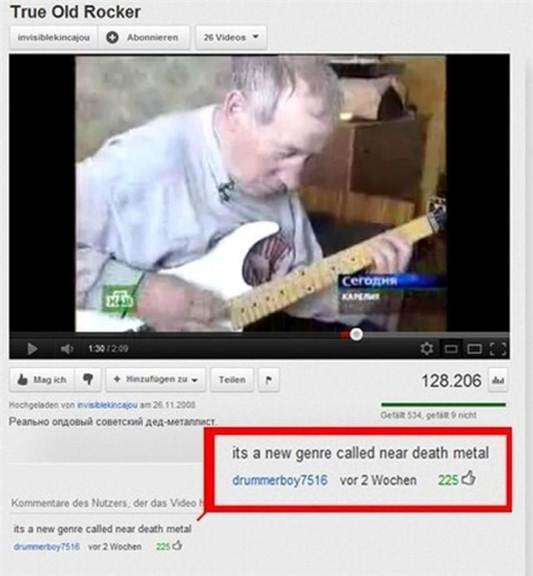 True Old Rocker
invisiblekincajou
Abonnieren
26 Videos
НТВ
Сегодня
КАРЕЛИЯ
1:30 / 2:09
Mag ich
+ Hinzufügen zu
Teilen
128.206
Hochgeladen von invisiblekincajou am 26.11.2008
Gefällt 534, gefällt 9 nicht
Реально олдовый советский дед-металлист.
its a new genre called near death metal
drummerboy7516 vor 2 Wochen 225
Kommentare des Nutzers, der das Video h
its a new genre called near death metal
drummerboy7516 vor 2 Wochen 225